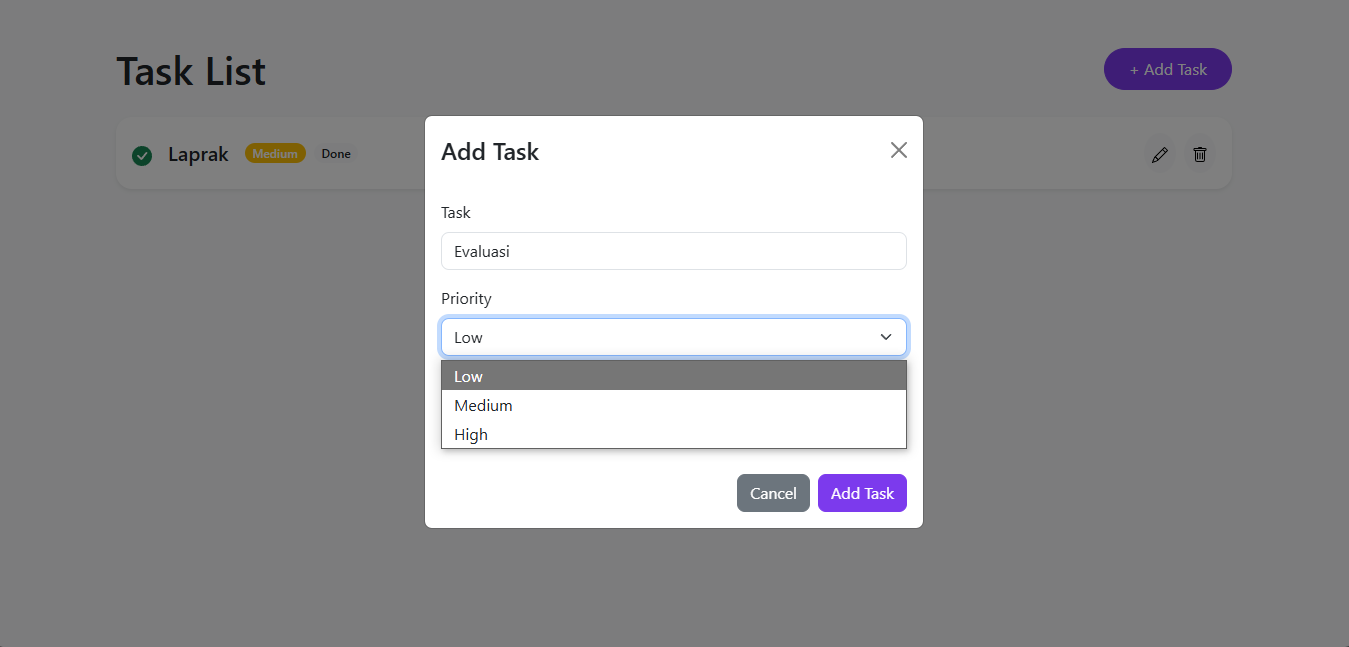 Task List
+ Add Task
Laprak Medium Done
Add Task
Task
Evaluasi
Priority
Low
Low
Medium
High
Cancel Add Task